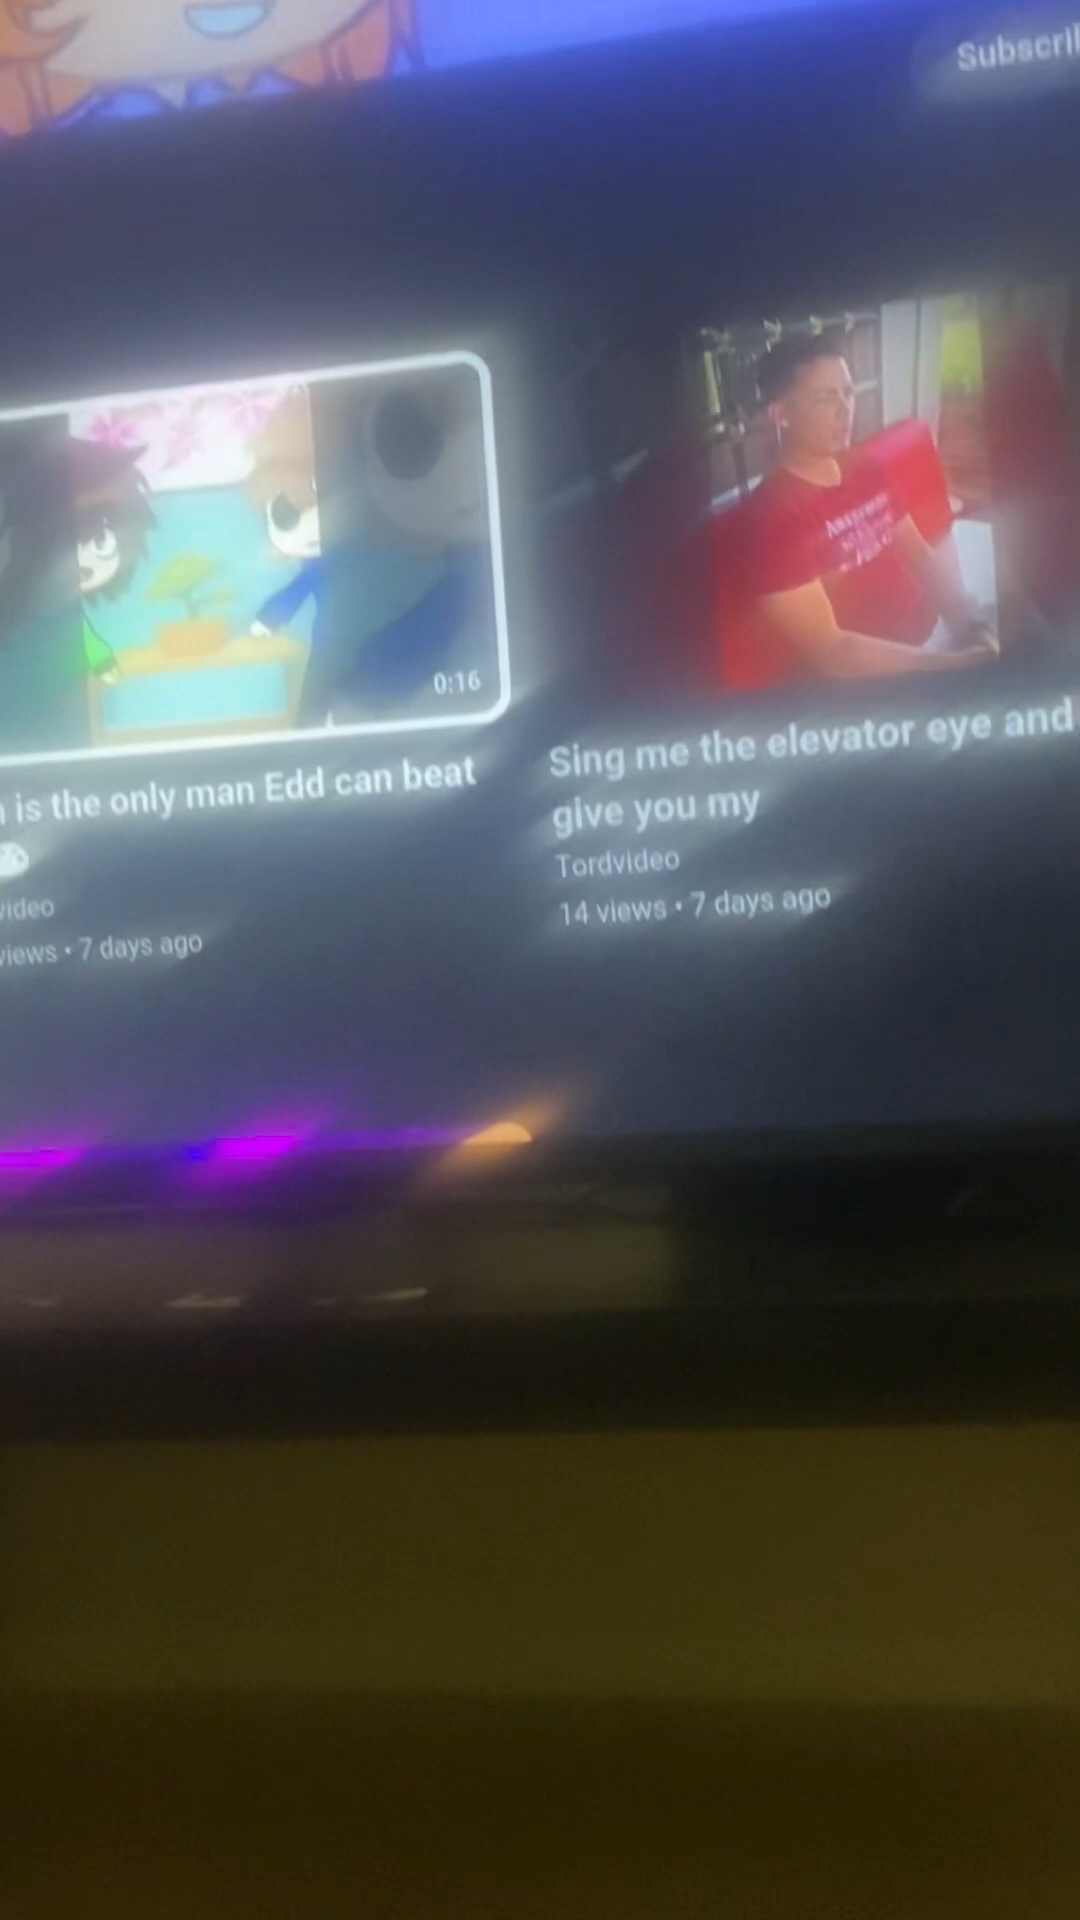 Subscri
is the only man Edd can beat
video
views • 7 days ago
0:16
Sing me the elevator eye and
give you my
Tordvideo
14 views • 7 days ago